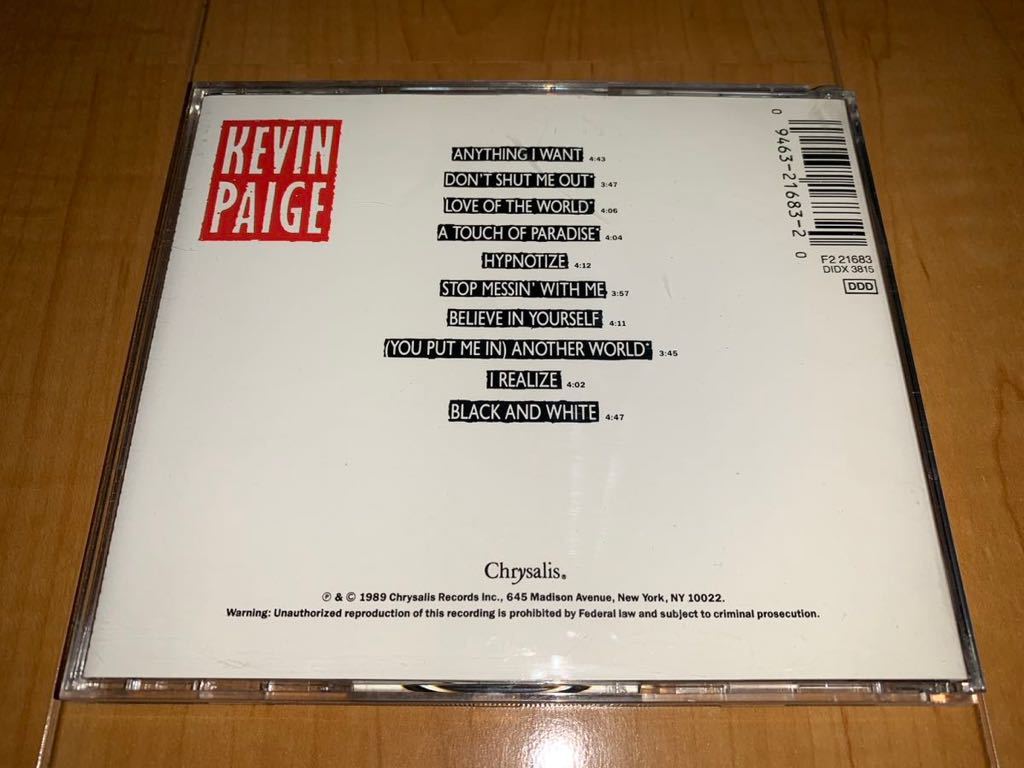 KEVIN
PAIGE
ANYTHING I WANT 4:43
DON'T SHUT ME OUT* 3:47
LOVE OF THE WORLD* 4:06
A TOUCH OF PARADISE* 4:04
HYPNOTIZE 4:12
STOP MESSIN' WITH ME 3:57
BELIEVE IN YOURSELF 4:11
(YOU PUT ME IN) ANOTHER WORLD* 3:45
I REALIZE 4:02
BLACK AND WHITE 4:47
0 9463-21683-2 0
F2 21683
DIDX 3815
DDD
Chrysalis®
℗ & © 1989 Chrysalis Records Inc., 645 Madison Avenue, New York, NY 10022.
Warning: Unauthorized reproduction of this recording is prohibited by Federal law and subject to criminal prosecution.